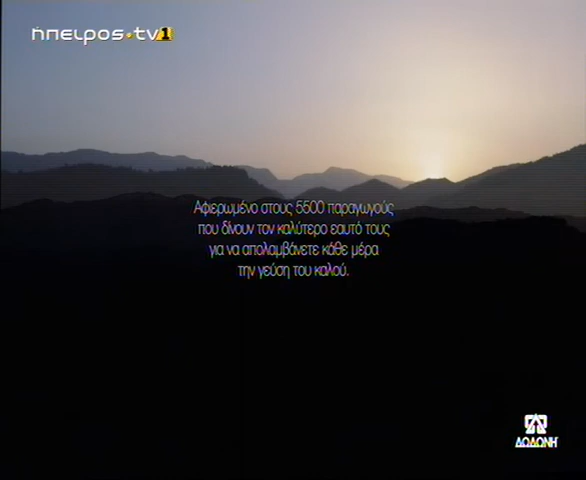 ήπειρος.tv1
Αφιερωμένο στους 5500 παραγωγούς
που δίνουν τον καλύτερο εαυτό τους
για να απολαμβάνετε κάθε μέρα
την γεύση του καλού.
ΔΩΔΩΝΗ